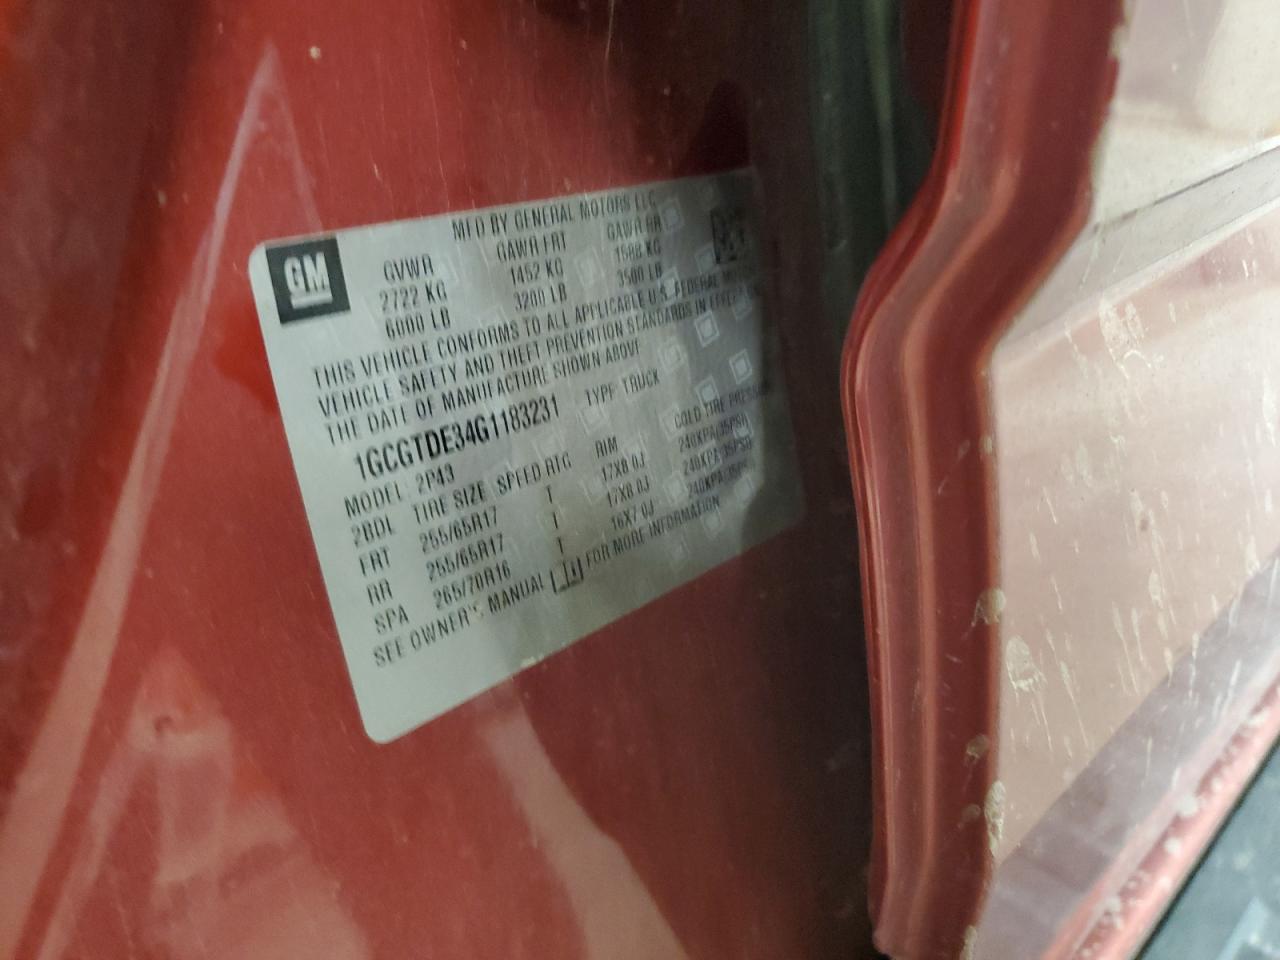 GM
MFD BY GENERAL MOTORS LLC
GVWR GAWR FRT GAWR RR
2722 KG 1452 KG 1588 KG
6000 LB 3200 LB 3500 LB
THIS VEHICLE CONFORMS TO ALL APPLICABLE U.S. FEDERAL
VEHICLE SAFETY AND THEFT PREVENTION STANDARDS IN EFFECT
THE DATE OF MANUFACTURE SHOWN ABOVE
1GCGTDE34G1183231 TYPE: TRUCK
MODEL: 2P43
2BDL TIRE SIZE SPEED RTG RIM COLD TIRE PRESSURE
FRT 255/65R17 T 17X8.0J 240KPA(35PSI)
RR 255/65R17 T 17X8.0J 240KPA(35PSI)
SPA 265/70R16 T 16X7.0J 240KPA(35PSI)
SEE OWNER'S MANUAL FOR MORE INFORMATION